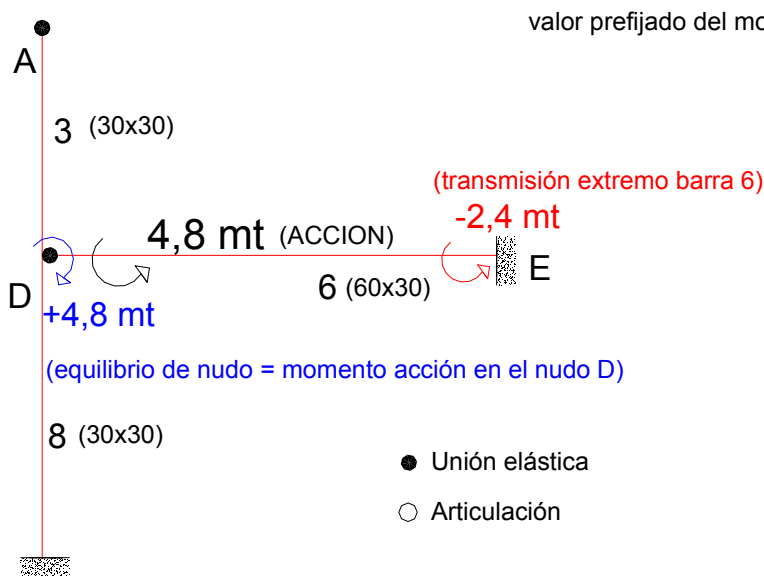 valor prefijado del mo
A
3 (30x30)
(transmisión extremo barra 6)
-2,4 mt
4,8 mt (ACCION)
E
6 (60x30)
D
+4,8 mt
(equilibrio de nudo = momento acción en el nudo D)
8 (30x30)
Unión elástica
Articulación